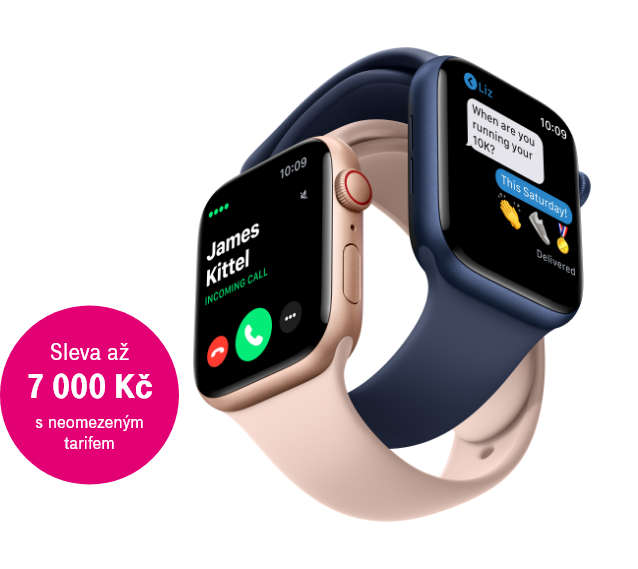 10:09
James
Kittel
INCOMING CALL
Liz
10:09
When are you
running your
10K?
This Saturday!
Delivered
Sleva až
7 000 Kč
s neomezeným
tarifem